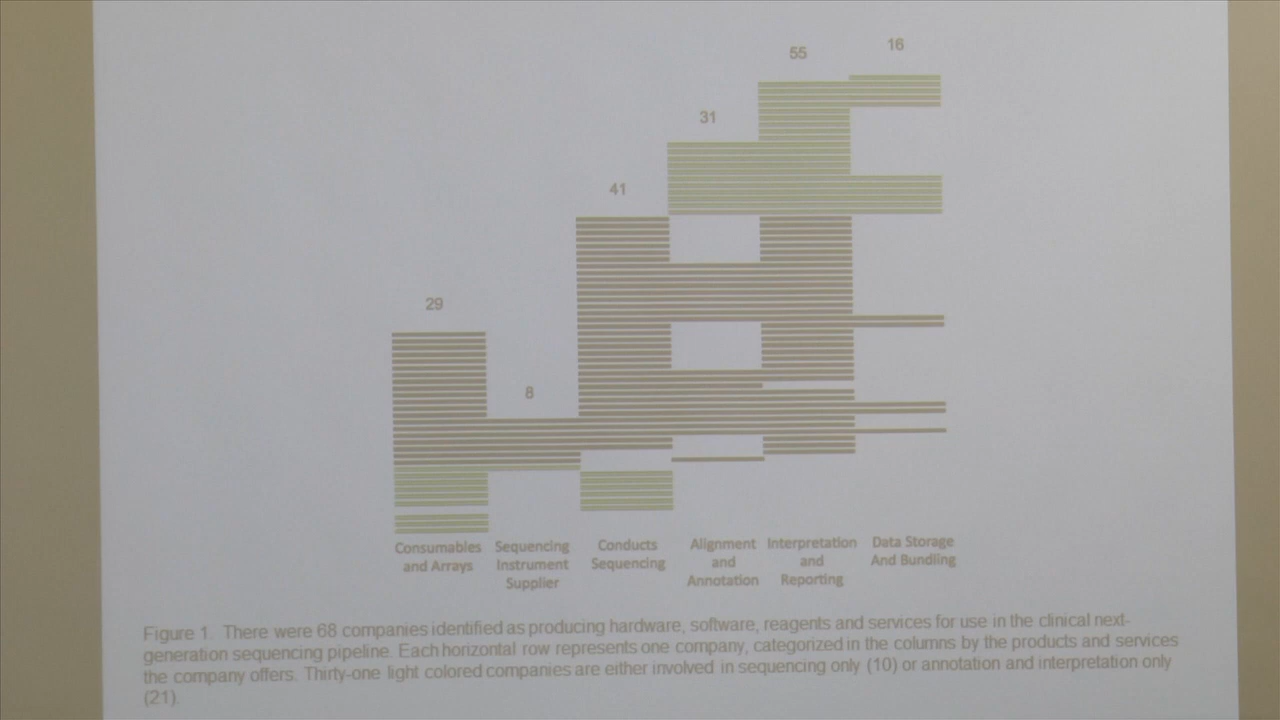 16
55
31
41
29
8
Consumables and Arrays
Sequencing Instrument Supplier
Conducts Sequencing
Alignment and Annotation
Interpretation and Reporting
Data Storage And Bundling
Figure 1. There were 68 companies identified as producing hardware, software, reagents and services for use in the clinical next-
generation sequencing pipeline. Each horizontal row represents one company, categorized in the columns by the products and services
the company offers. Thirty-one light colored companies are either involved in sequencing only (10) or annotation and interpretation only
(21).